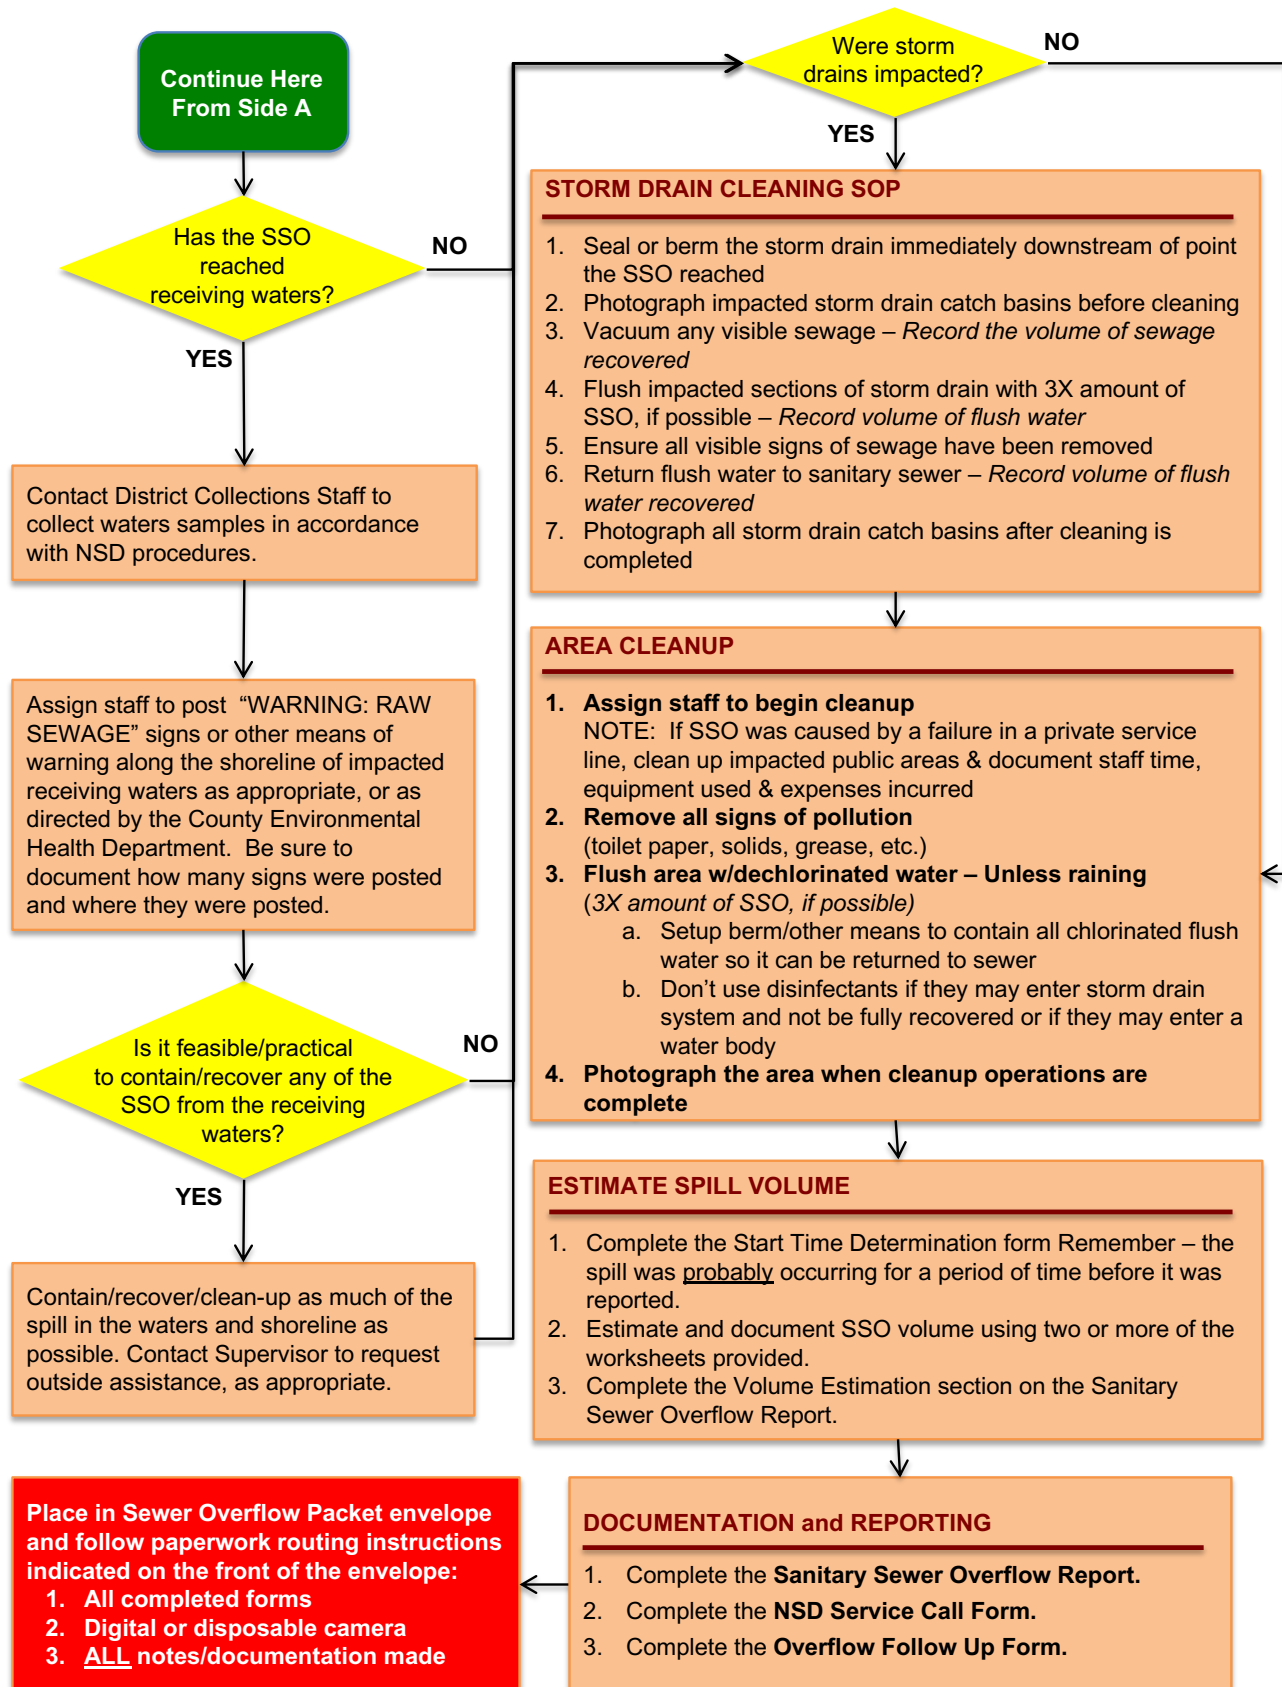 Continue Here
From Side A
Has the SSO
reached
receiving waters?
NO
YES
Contact District Collections Staff to
collect waters samples in accordance
with NSD procedures.
Assign staff to post “WARNING: RAW
SEWAGE” signs or other means of
warning along the shoreline of impacted
receiving waters as appropriate, or as
directed by the County Environmental
Health Department. Be sure to
document how many signs were posted
and where they were posted.
Is it feasible/practical
to contain/recover any of the
SSO from the receiving
waters?
NO
YES
Contain/recover/clean-up as much of the
spill in the waters and shoreline as
possible. Contact Supervisor to request
outside assistance, as appropriate.
Were storm
drains impacted?
NO
YES
STORM DRAIN CLEANING SOP
1. Seal or berm the storm drain immediately downstream of point
the SSO reached
2. Photograph impacted storm drain catch basins before cleaning
3. Vacuum any visible sewage – Record the volume of sewage
recovered
4. Flush impacted sections of storm drain with 3X amount of
SSO, if possible – Record volume of flush water
5. Ensure all visible signs of sewage have been removed
6. Return flush water to sanitary sewer – Record volume of flush
water recovered
7. Photograph all storm drain catch basins after cleaning is
completed
AREA CLEANUP
1. Assign staff to begin cleanup
NOTE: If SSO was caused by a failure in a private service
line, clean up impacted public areas & document staff time,
equipment used & expenses incurred
2. Remove all signs of pollution
(toilet paper, solids, grease, etc.)
3. Flush area w/dechlorinated water – Unless raining
(3X amount of SSO, if possible)
a. Setup berm/other means to contain all chlorinated flush
water so it can be returned to sewer
b. Don’t use disinfectants if they may enter storm drain
system and not be fully recovered or if they may enter a
water body
4. Photograph the area when cleanup operations are
complete
ESTIMATE SPILL VOLUME
1. Complete the Start Time Determination form Remember – the
spill was probably occurring for a period of time before it was
reported.
2. Estimate and document SSO volume using two or more of the
worksheets provided.
3. Complete the Volume Estimation section on the Sanitary
Sewer Overflow Report.
DOCUMENTATION and REPORTING
1. Complete the Sanitary Sewer Overflow Report.
2. Complete the NSD Service Call Form.
3. Complete the Overflow Follow Up Form.
Place in Sewer Overflow Packet envelope
and follow paperwork routing instructions
indicated on the front of the envelope:
1. All completed forms
2. Digital or disposable camera
3. ALL notes/documentation made